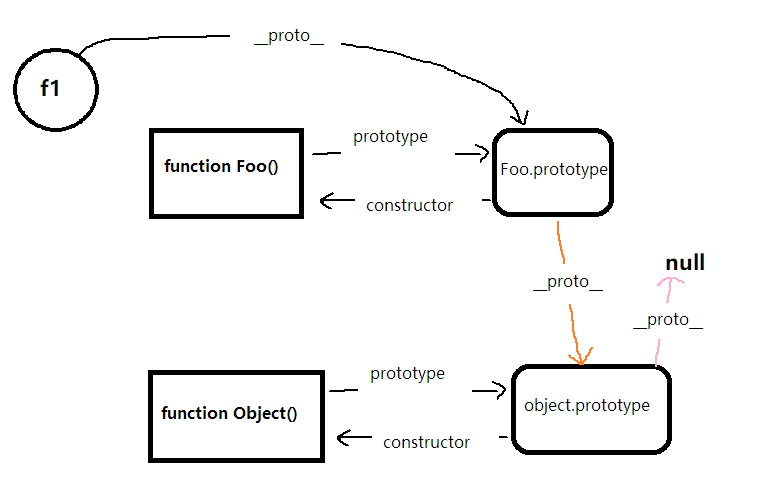 __proto__
f1
prototype
function Foo()
Foo.prototype
constructor
null
__proto__
__proto__
prototype
function Object()
object.prototype
constructor